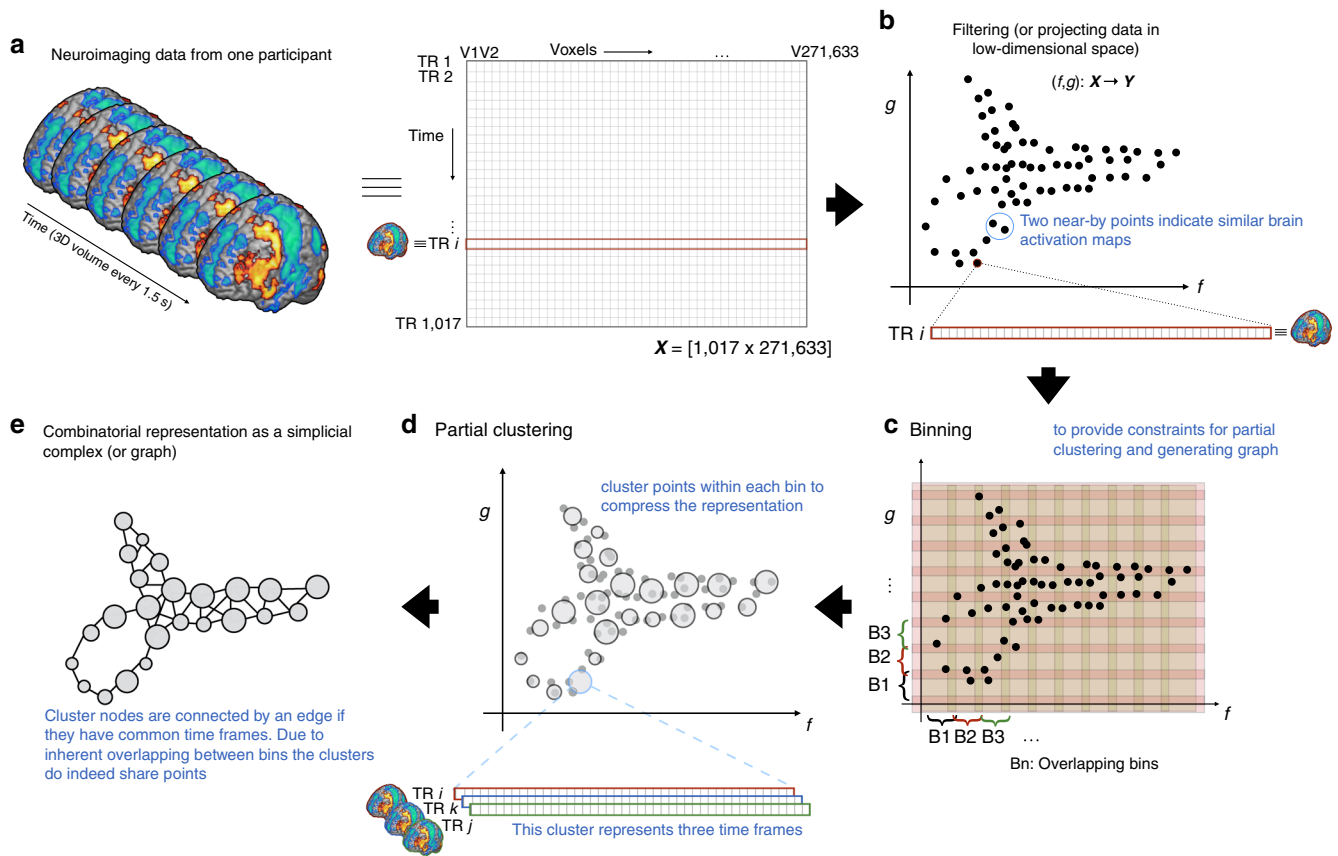 a
Neuroimaging data from one participant
Time (3D volume every 1.5 s)
V1V2 Voxels ... V271,633
TR 1
TR 2
Time
⋮
≡TR i
TR 1,017
X = [1,017 x 271,633]
b
Filtering (or projecting data in
low-dimensional space)
(f,g): X → Y
g
Two near-by points indicate similar brain
activation maps
f
TR i ≡
c Binning
to provide constraints for partial
clustering and generating graph
g
⋮
B3
B2
B1
f
B1 B2 B3 ...
Bn: Overlapping bins
d Partial clustering
cluster points within each bin to
compress the representation
g
f
TR i
TR k
TR j
This cluster represents three time frames
e
Combinatorial representation as a simplicial
complex (or graph)
Cluster nodes are connected by an edge if
they have common time frames. Due to
inherent overlapping between bins the clusters
do indeed share points